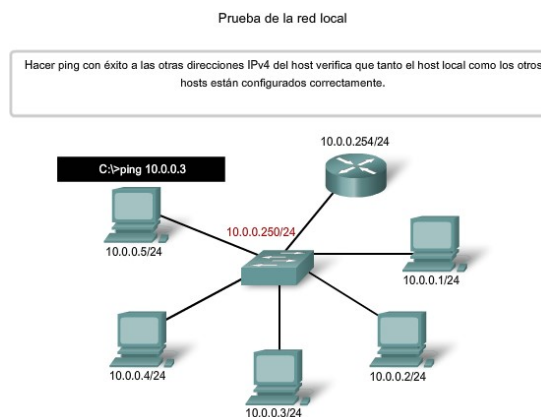 Prueba de la red local
Hacer ping con éxito a las otras direcciones IPv4 del host verifica que tanto el host local como los otros
hosts están configurados correctamente.
10.0.0.254/24
C:\>ping 10.0.0.3
10.0.0.250/24
10.0.0.5/24
10.0.0.1/24
10.0.0.4/24
10.0.0.2/24
10.0.0.3/24